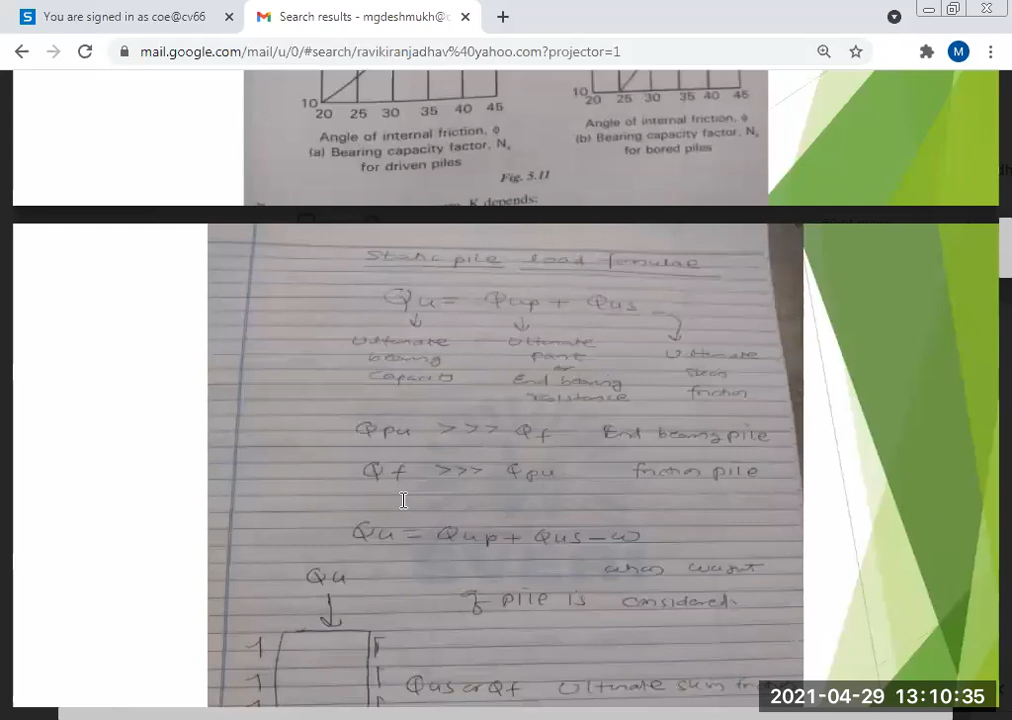 You are signed in as coe@cv66
Search results - mgdeshmukh@c
mail.google.com/mail/u/0/#search/ravikiranjadhav%40yahoo.com?projector=1
M
10
20 25 30 35 40 45
Angle of internal friction, φ
(a) Bearing capacity factor, N
for driven piles
10
20 25 30 35 40 45
Angle of internal friction, φ
(b) Bearing capacity factor, N
for bored piles
Fig. 5.11
K depends:
Static pile load formulae
Qu = Qup + Qus
↓ ↓
Ultimate bearing capacity
Ultimate point or End bearing resistance
Ultimate skin friction
Qpu >>> Qf End bearing pile
Qf >>> Qpu friction pile
Qu = Qup + Qus - w
when weight
of pile is considered.
Qu
↓
Qus or Qf Ultimate skin
2021-04-29 13:10:35